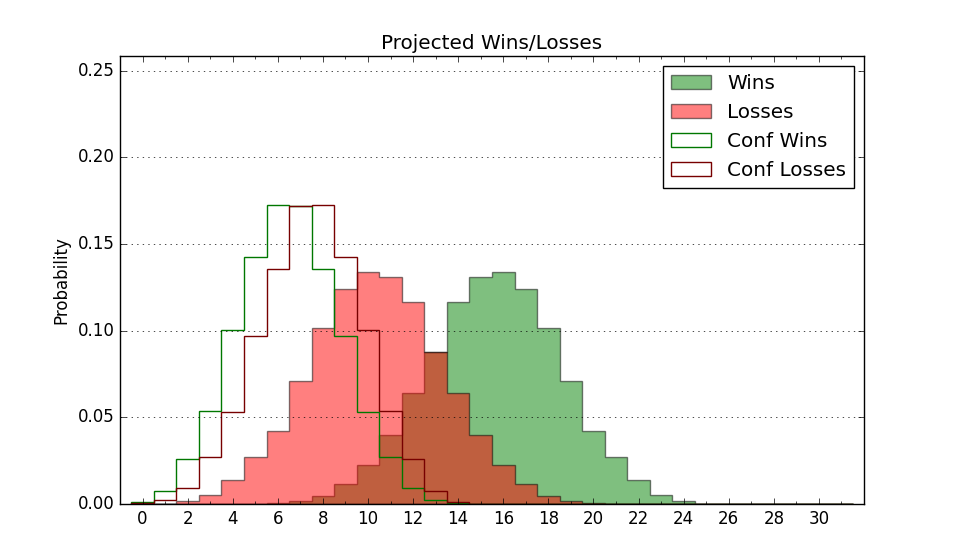 Projected Wins/Losses
0.25
0.20
0.15
0.10
0.05
0.00
Probability
Wins
Losses
Conf Wins
Conf Losses
0 2 4 6 8 10 12 14 16 18 20 22 24 26 28 30